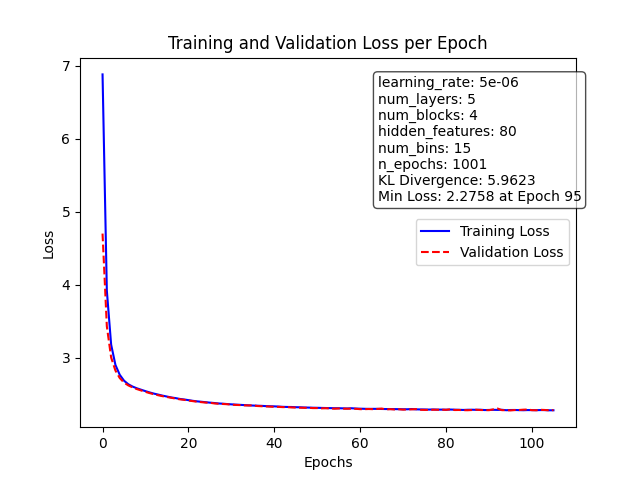 Training and Validation Loss per Epoch
7
6
5
4
3
Loss
learning_rate: 5e-06
num_layers: 5
num_blocks: 4
hidden_features: 80
num_bins: 15
n_epochs: 1001
KL Divergence: 5.9623
Min Loss: 2.2758 at Epoch 95
Training Loss
Validation Loss
0 20 40 60 80 100
Epochs